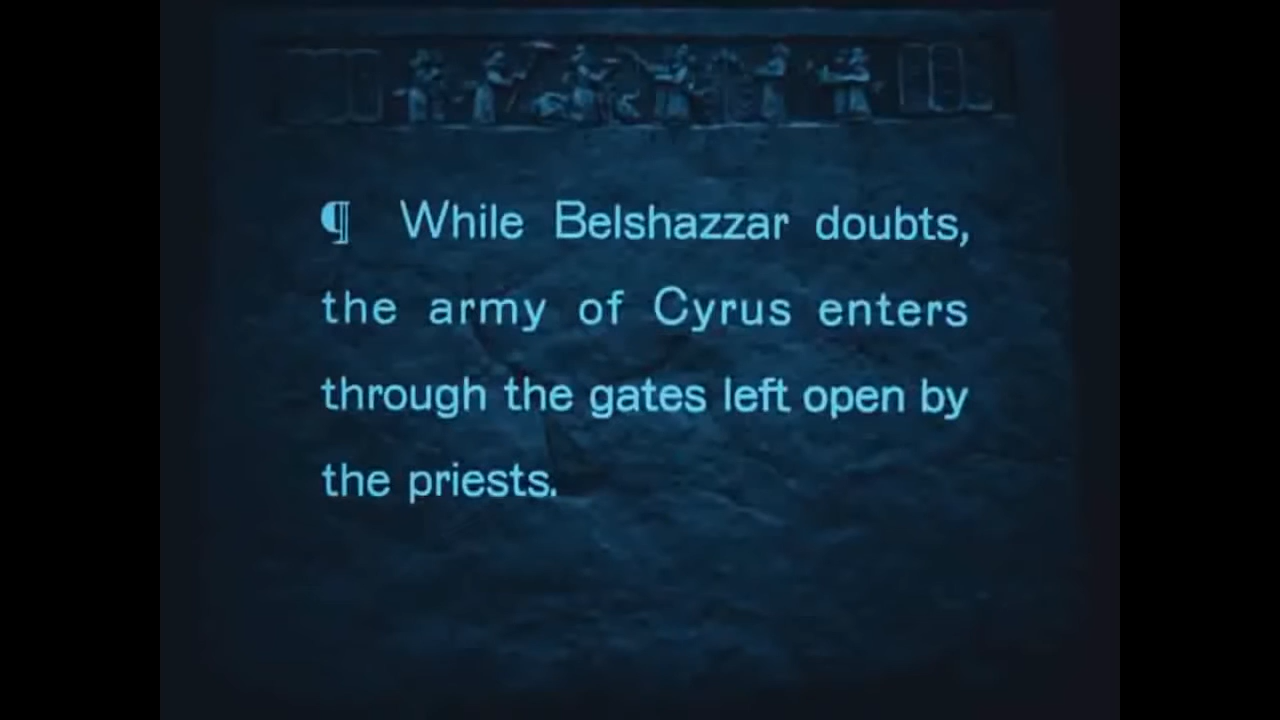 ¶ While Belshazzar doubts,
the army of Cyrus enters
through the gates left open by
the priests.